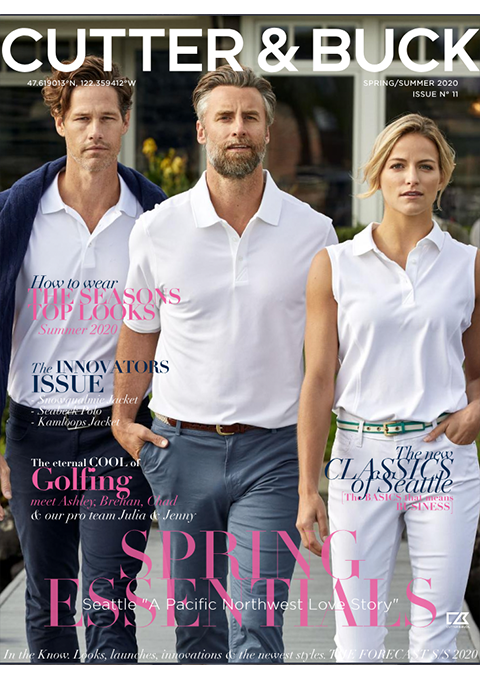 CUTTER & BUCK
47.619013°N, 122.359412°W
SPRING/SUMMER 2020
ISSUE N° 11
How to wear
THE SEASONS
TOP LOOKS
Summer 2020
The INNOVATORS
ISSUE
- Snowqualmie Jacket
- Seabeck Polo
- Kamloops Jacket
The eternal COOL of
Golfing
meet Ashley, Brehan, Chad
& our pro team Julia & Jenny
The new
CLASSICS
of Seattle
[The BASICS that means
BUSINESS]
SPRING
ESSENTIALS
Seattle "A Pacific Northwest Love Story"
In the Know. Looks, launches, innovations & the newest styles. THE FORECAST S/S 2020